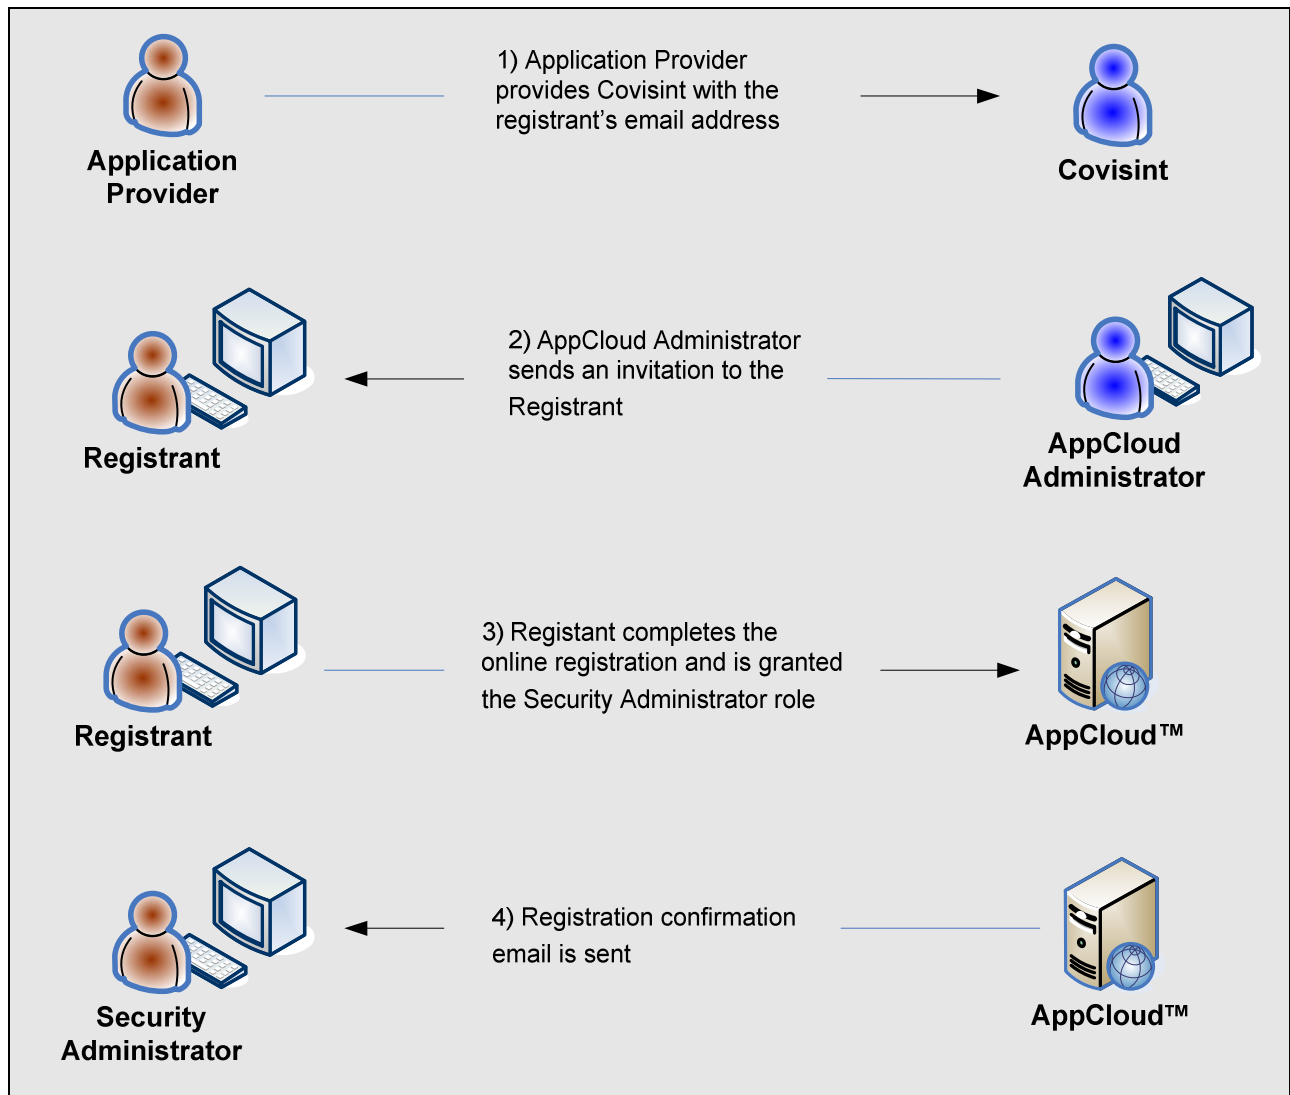 1) Application Provider
provides Covisint with the
registrant's email address
Application
Provider
Covisint
2) AppCloud Administrator
sends an invitation to the
Registrant
Registrant
AppCloud
Administrator
3) Registant completes the
online registration and is granted
the Security Administrator role
Registrant
AppCloud™
4) Registration confirmation
email is sent
Security
Administrator
AppCloud™